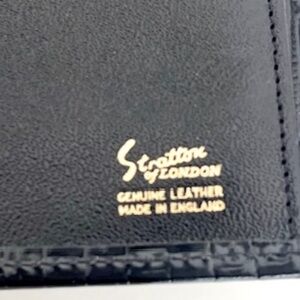 Stratton
of LONDON
GENUINE LEATHER
MADE IN ENGLAND